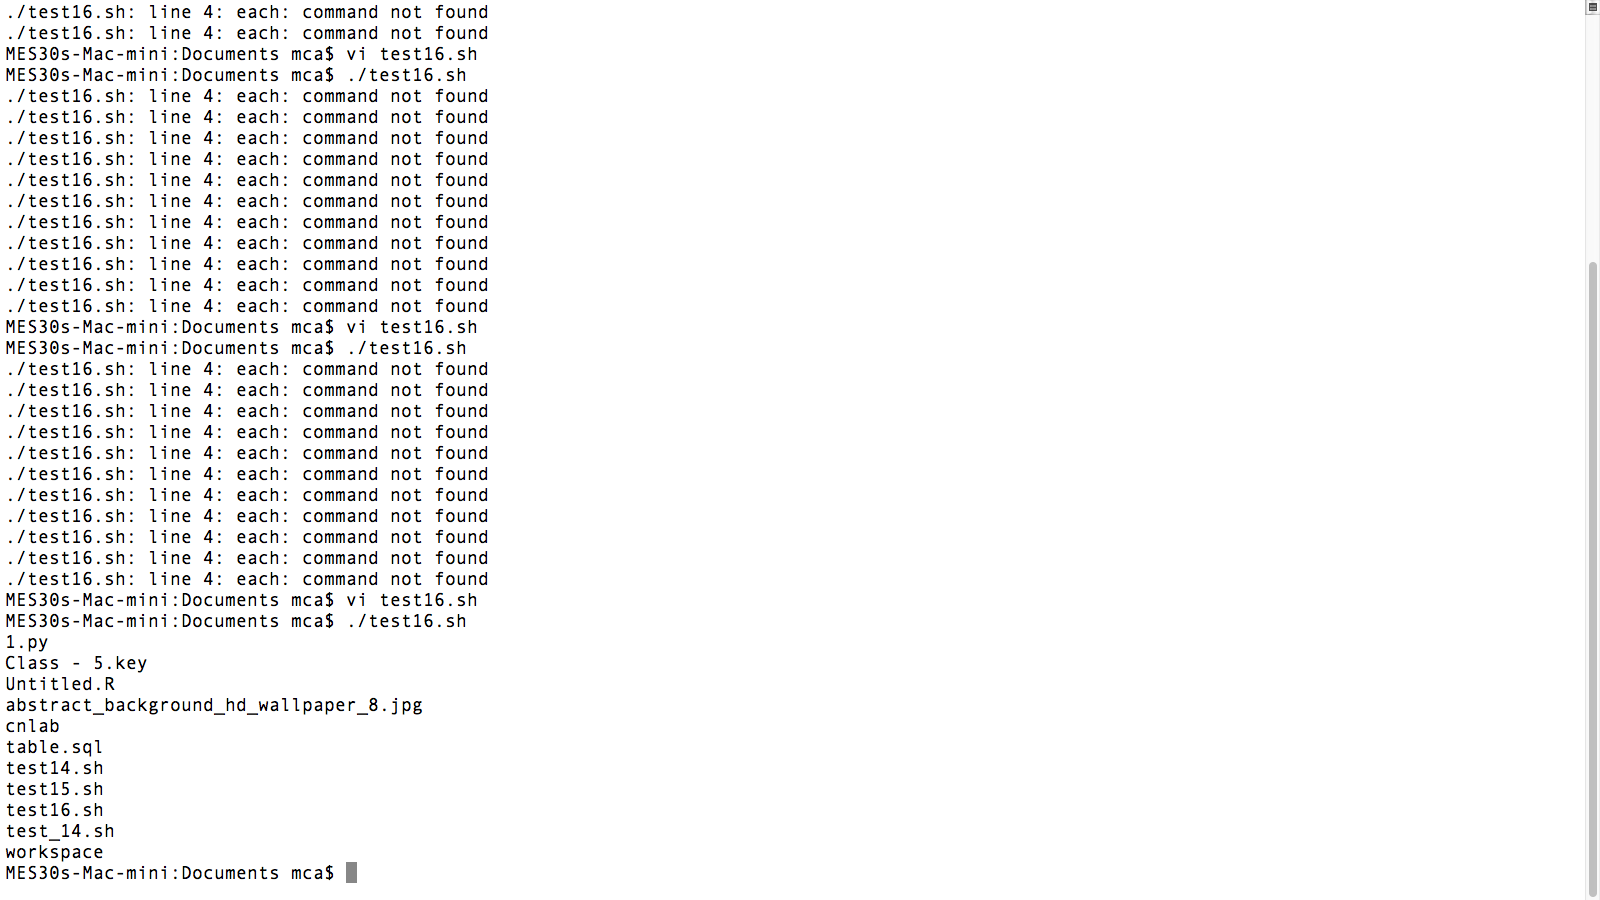 ./test16.sh: line 4: each: command not found
./test16.sh: line 4: each: command not found
MES30s-Mac-mini:Documents mca$ vi test16.sh
MES30s-Mac-mini:Documents mca$ ./test16.sh
./test16.sh: line 4: each: command not found
./test16.sh: line 4: each: command not found
./test16.sh: line 4: each: command not found
./test16.sh: line 4: each: command not found
./test16.sh: line 4: each: command not found
./test16.sh: line 4: each: command not found
./test16.sh: line 4: each: command not found
./test16.sh: line 4: each: command not found
./test16.sh: line 4: each: command not found
./test16.sh: line 4: each: command not found
./test16.sh: line 4: each: command not found
MES30s-Mac-mini:Documents mca$ vi test16.sh
MES30s-Mac-mini:Documents mca$ ./test16.sh
./test16.sh: line 4: each: command not found
./test16.sh: line 4: each: command not found
./test16.sh: line 4: each: command not found
./test16.sh: line 4: each: command not found
./test16.sh: line 4: each: command not found
./test16.sh: line 4: each: command not found
./test16.sh: line 4: each: command not found
./test16.sh: line 4: each: command not found
./test16.sh: line 4: each: command not found
./test16.sh: line 4: each: command not found
./test16.sh: line 4: each: command not found
MES30s-Mac-mini:Documents mca$ vi test16.sh
MES30s-Mac-mini:Documents mca$ ./test16.sh
1.py
Class - 5.key
Untitled.R
abstract_background_hd_wallpaper_8.jpg
cnlab
table.sql
test14.sh
test15.sh
test16.sh
test_14.sh
workspace
MES30s-Mac-mini:Documents mca$